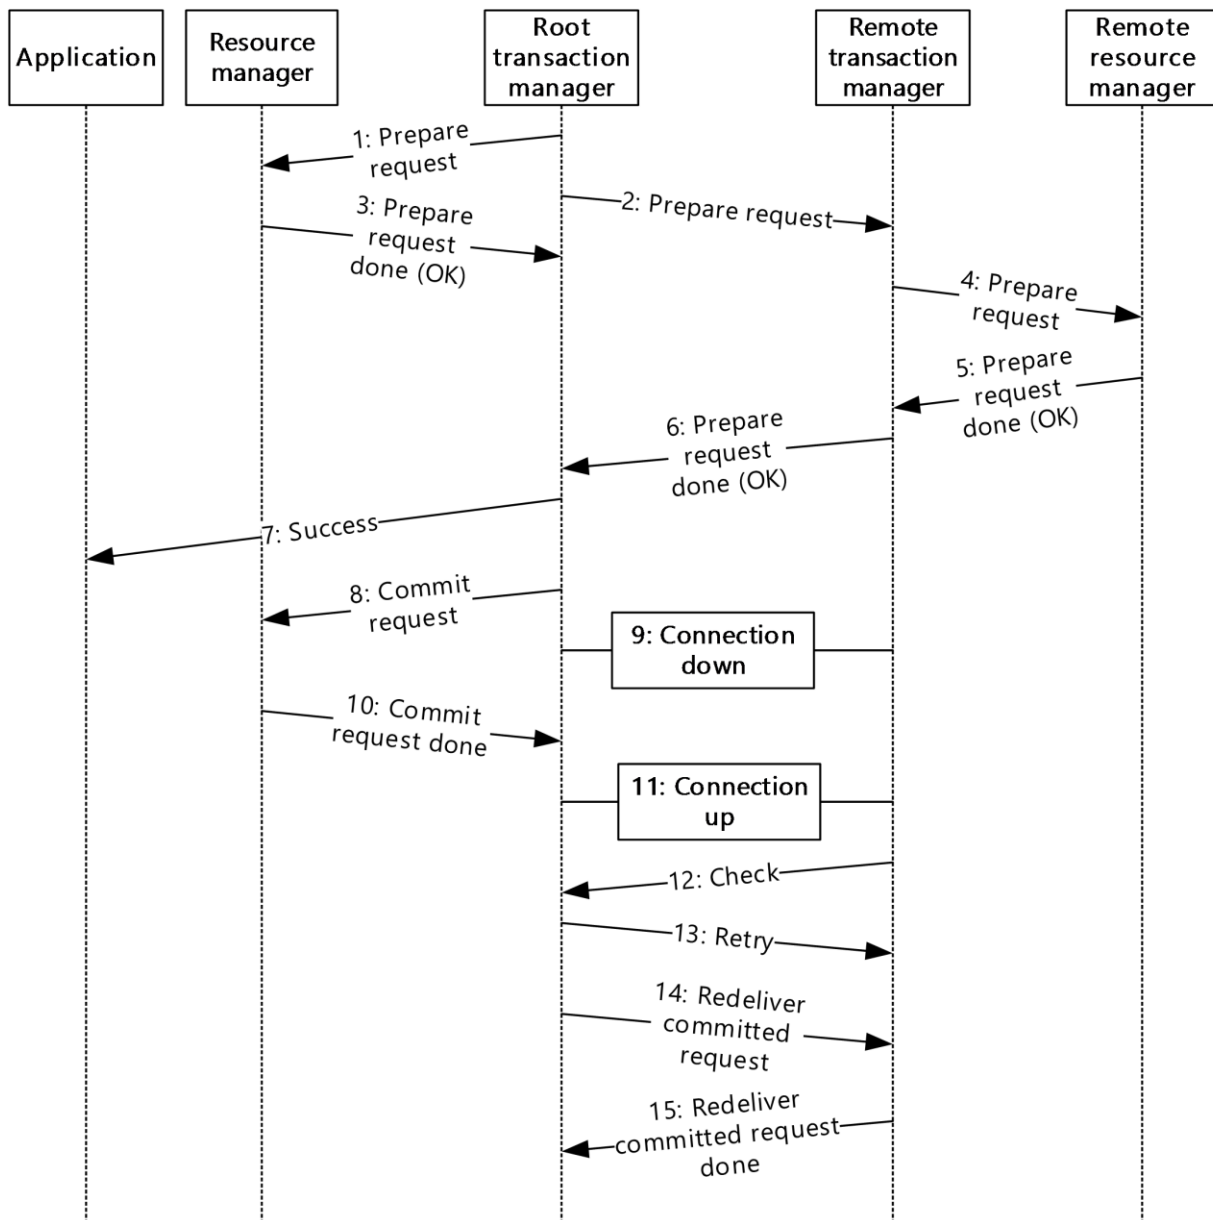 Application
Resource
manager
Root
transaction
manager
Remote
transaction
manager
Remote
resource
manager
1: Prepare
request
2: Prepare request
3: Prepare
request
done (OK)
4: Prepare
request
5: Prepare
request
done (OK)
6: Prepare
request
done (OK)
7: Success
8: Commit
request
9: Connection
down
10: Commit
request done
11: Connection
up
12: Check
13: Retry
14: Redeliver
committed
request
15: Redeliver
committed request
done